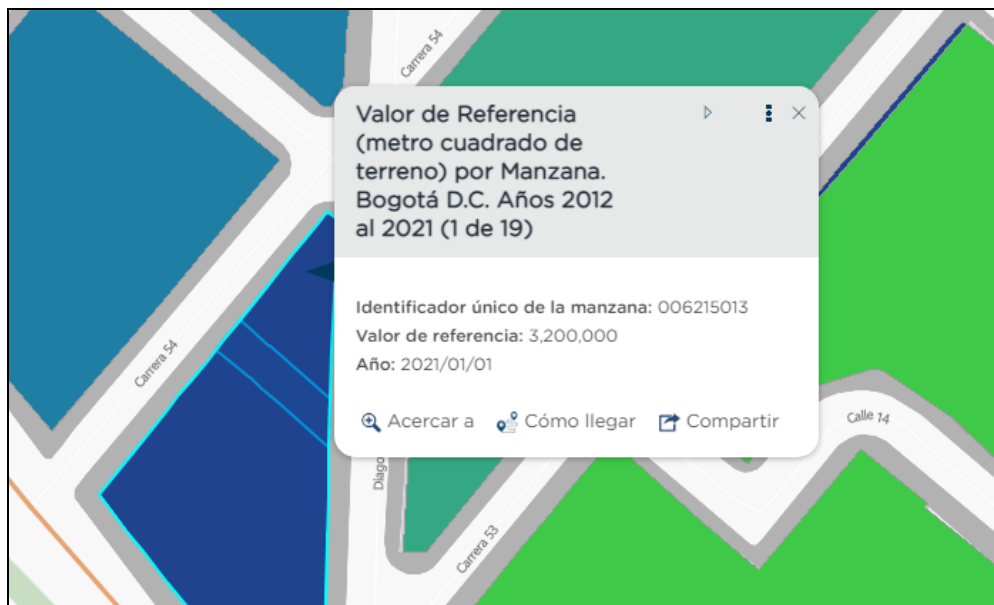 Carrera 54
Valor de Referencia
(metro cuadrado de
terreno) por Manzana.
Bogotá D.C. Años 2012
al 2021 (1 de 19)
Identificador único de la manzana: 006215013
Valor de referencia: 3,200,000
Año: 2021/01/01
Acercar a Cómo llegar Compartir
Carrera 54
Calle 14
Diago
Carrera 53